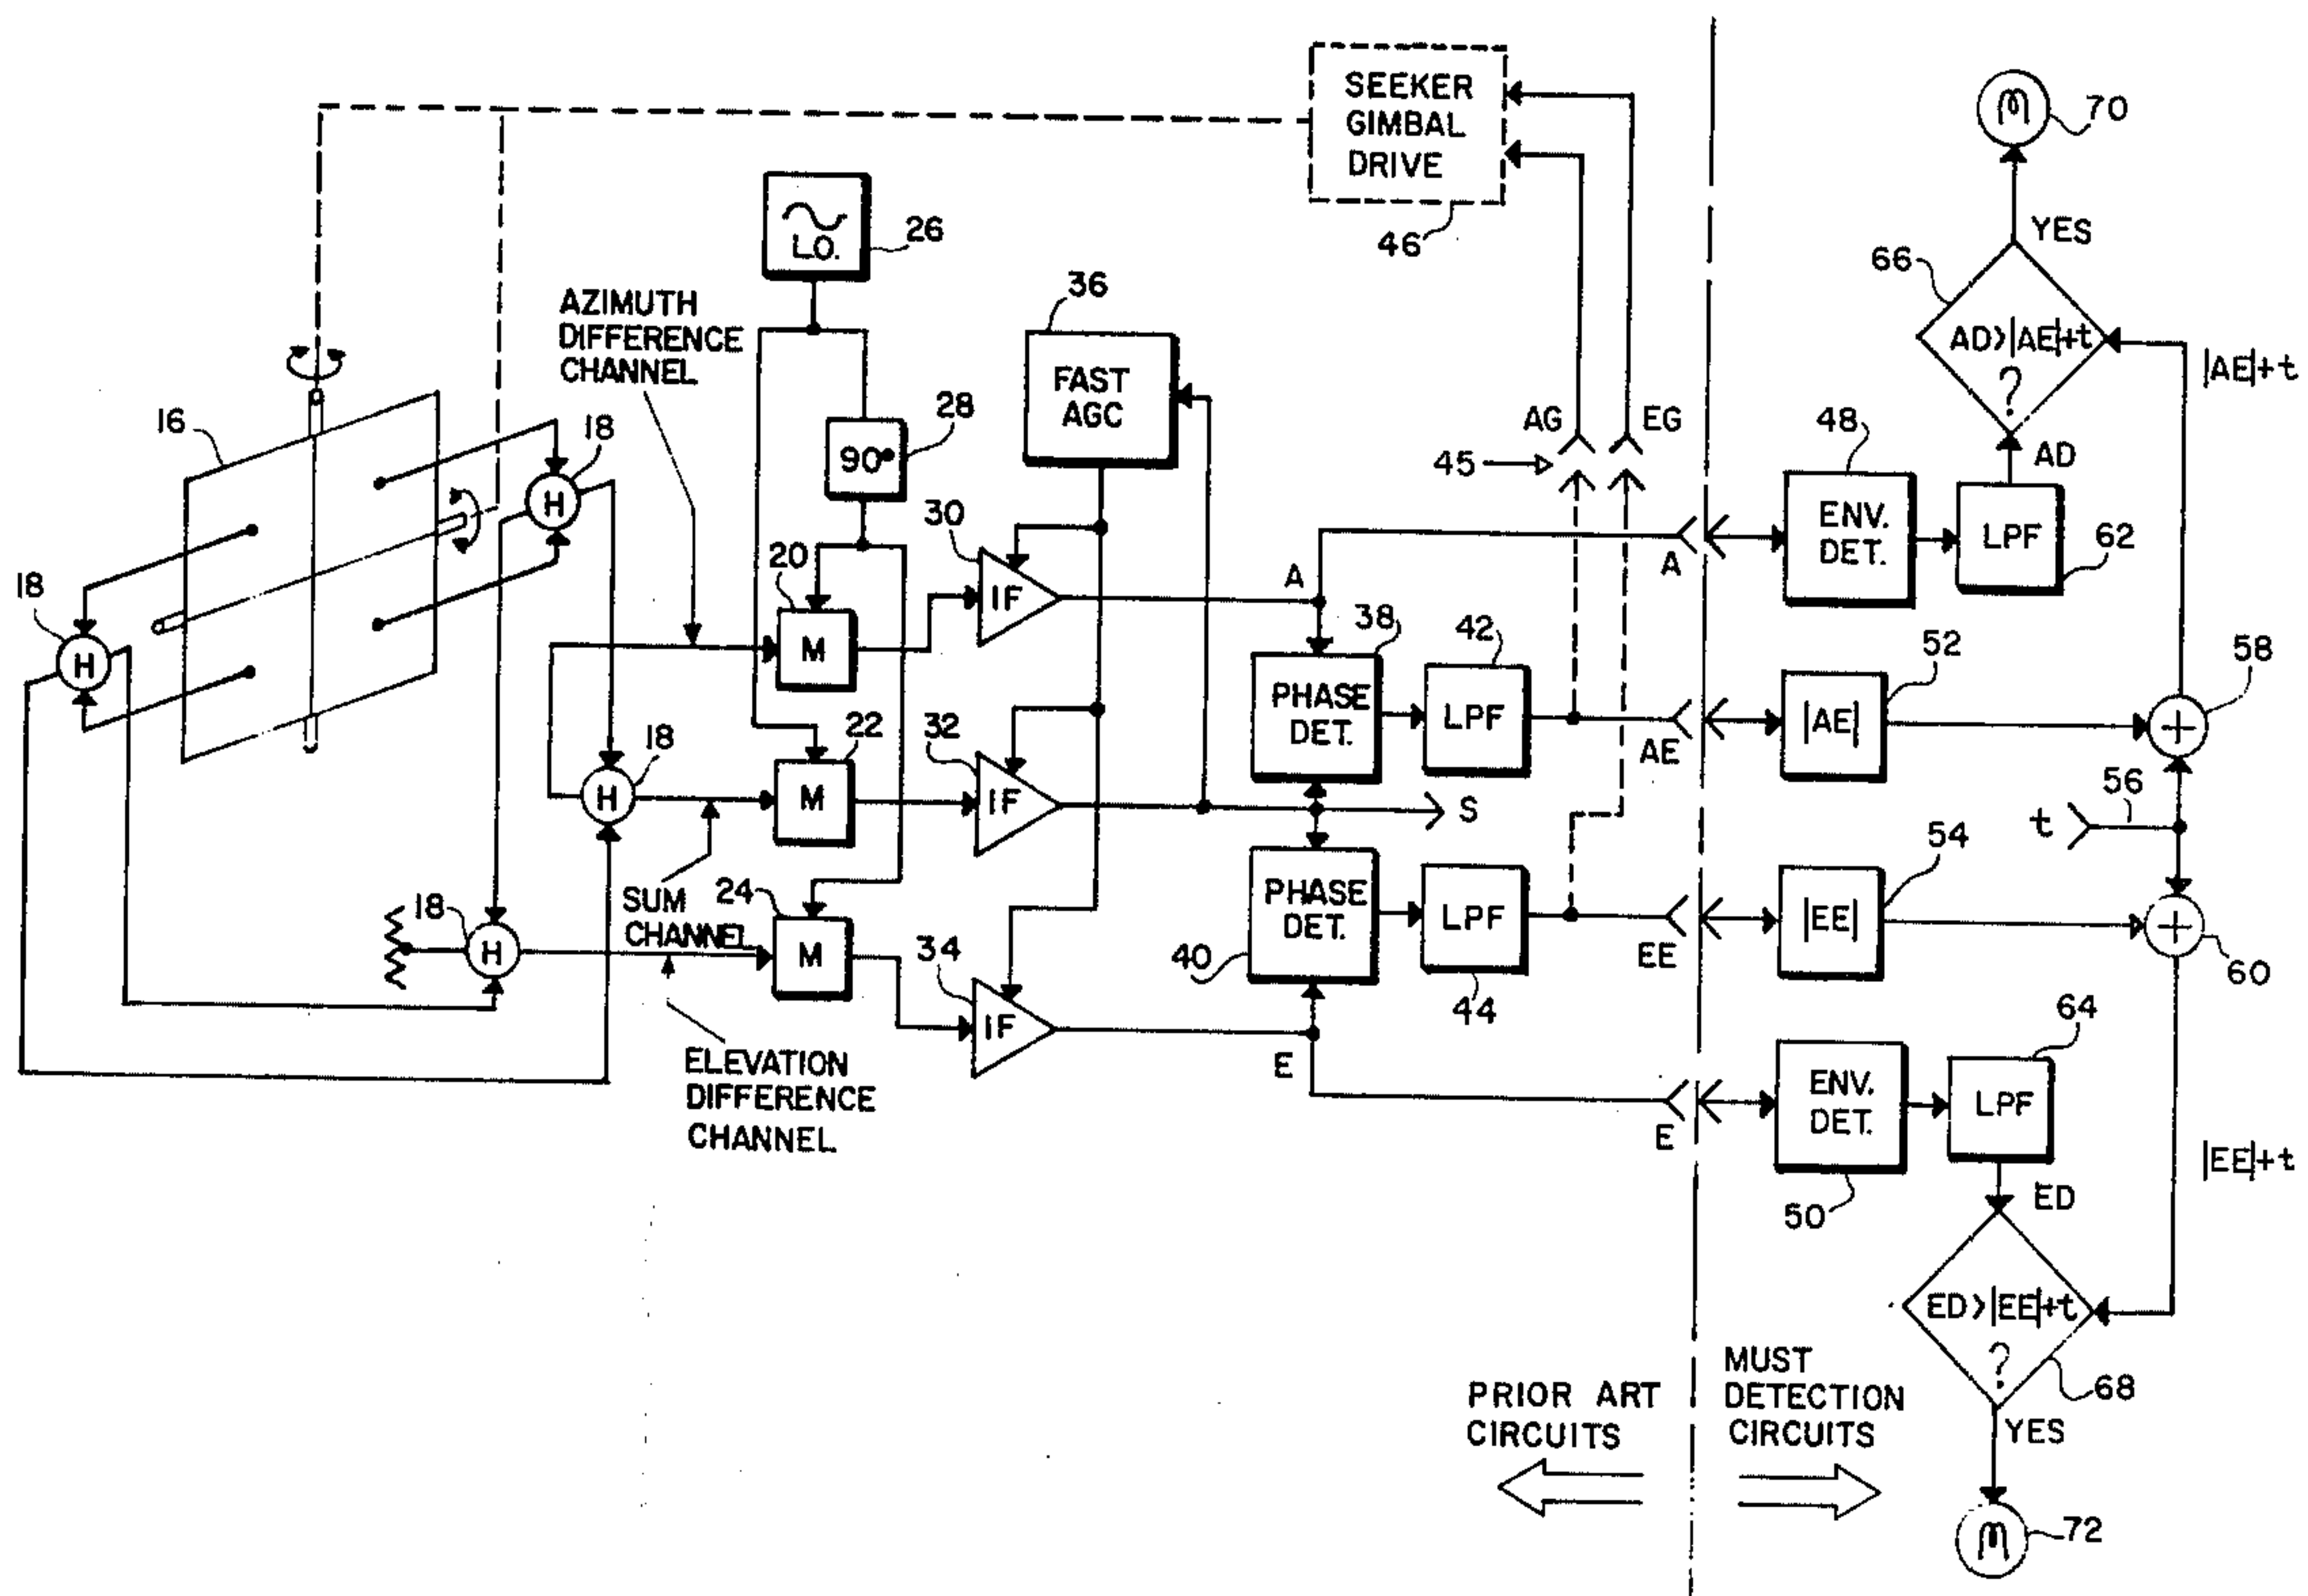 SEEKER
GIMBAL
DRIVE
46
70
YES
66
AD>|AE|+t
?
|AE|+t
LO.
26
36
FAST
AGC
AZIMUTH
DIFFERENCE
CHANNEL
28
90°
16
18
H
18
H
AG
EG
45
48
ENV.
DET.
AD
LPF
62
30
IF
A
A
20
M
38
PHASE
DET.
42
LPF
AE
52
|AE|
58
+
18
H
22
M
32
IF
S
56
t
SUM
CHANNEL
18
H
24
M
34
IF
40
PHASE
DET.
LPF
44
EE
54
|EE|
+
60
ELEVATION
DIFFERENCE
CHANNEL
E
E
ENV.
DET.
50
64
LPF
ED
|EE|+t
ED>|EE|+t
?
68
YES
72
PRIOR ART
CIRCUITS
MUST
DETECTION
CIRCUITS